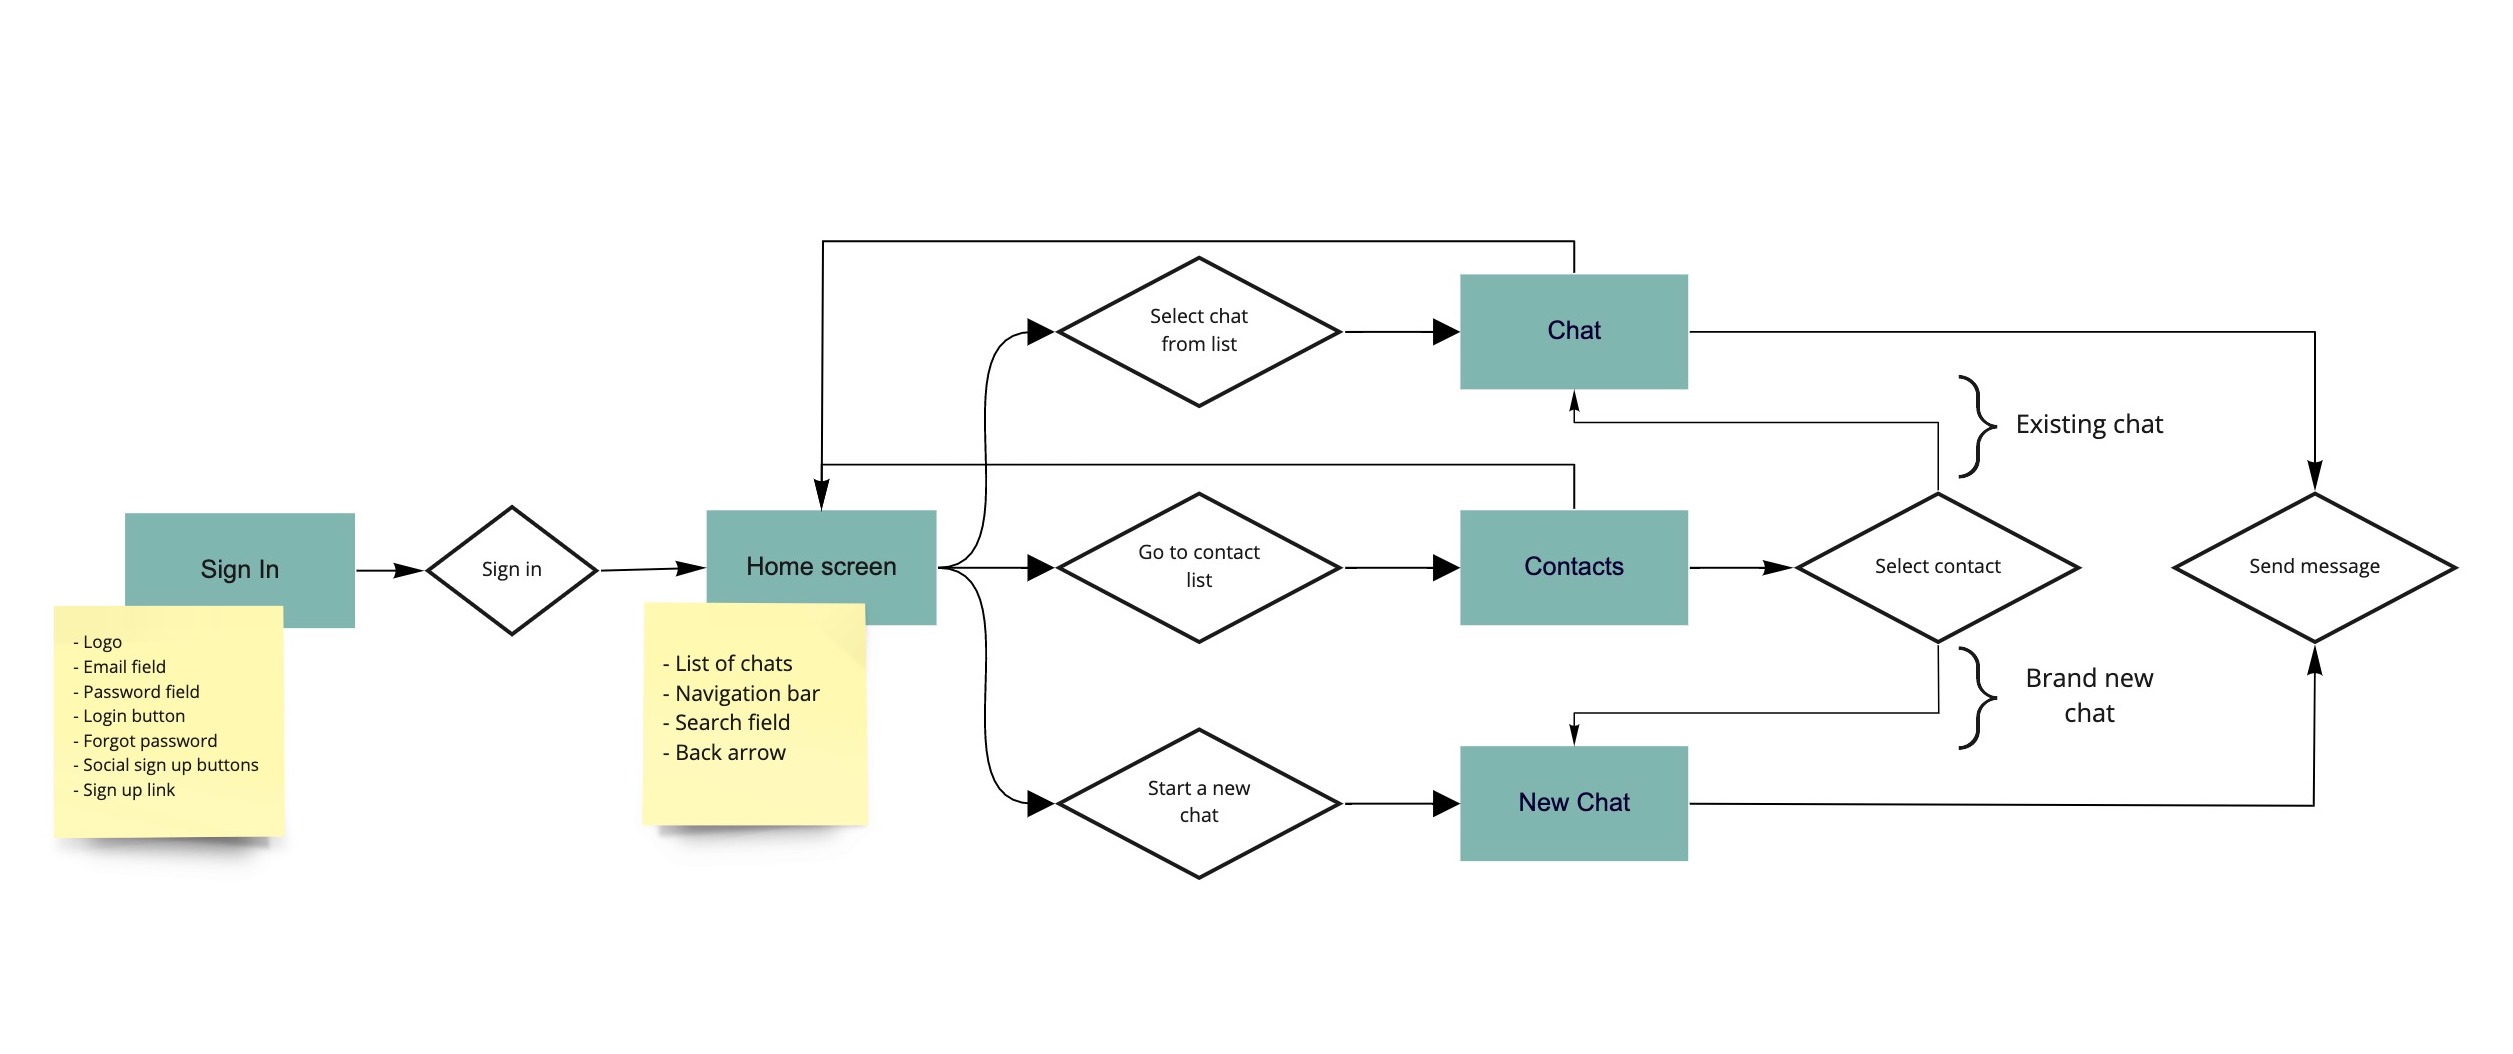 Select chat
from list
Chat
Existing chat
Sign In
Sign in
Home screen
Go to contact
list
Contacts
Select contact
Send message
- Logo
- Email field
- Password field
- Login button
- Forgot password
- Social sign up buttons
- Sign up link
- List of chats
- Navigation bar
- Search field
- Back arrow
Brand new
chat
Start a new
chat
New Chat